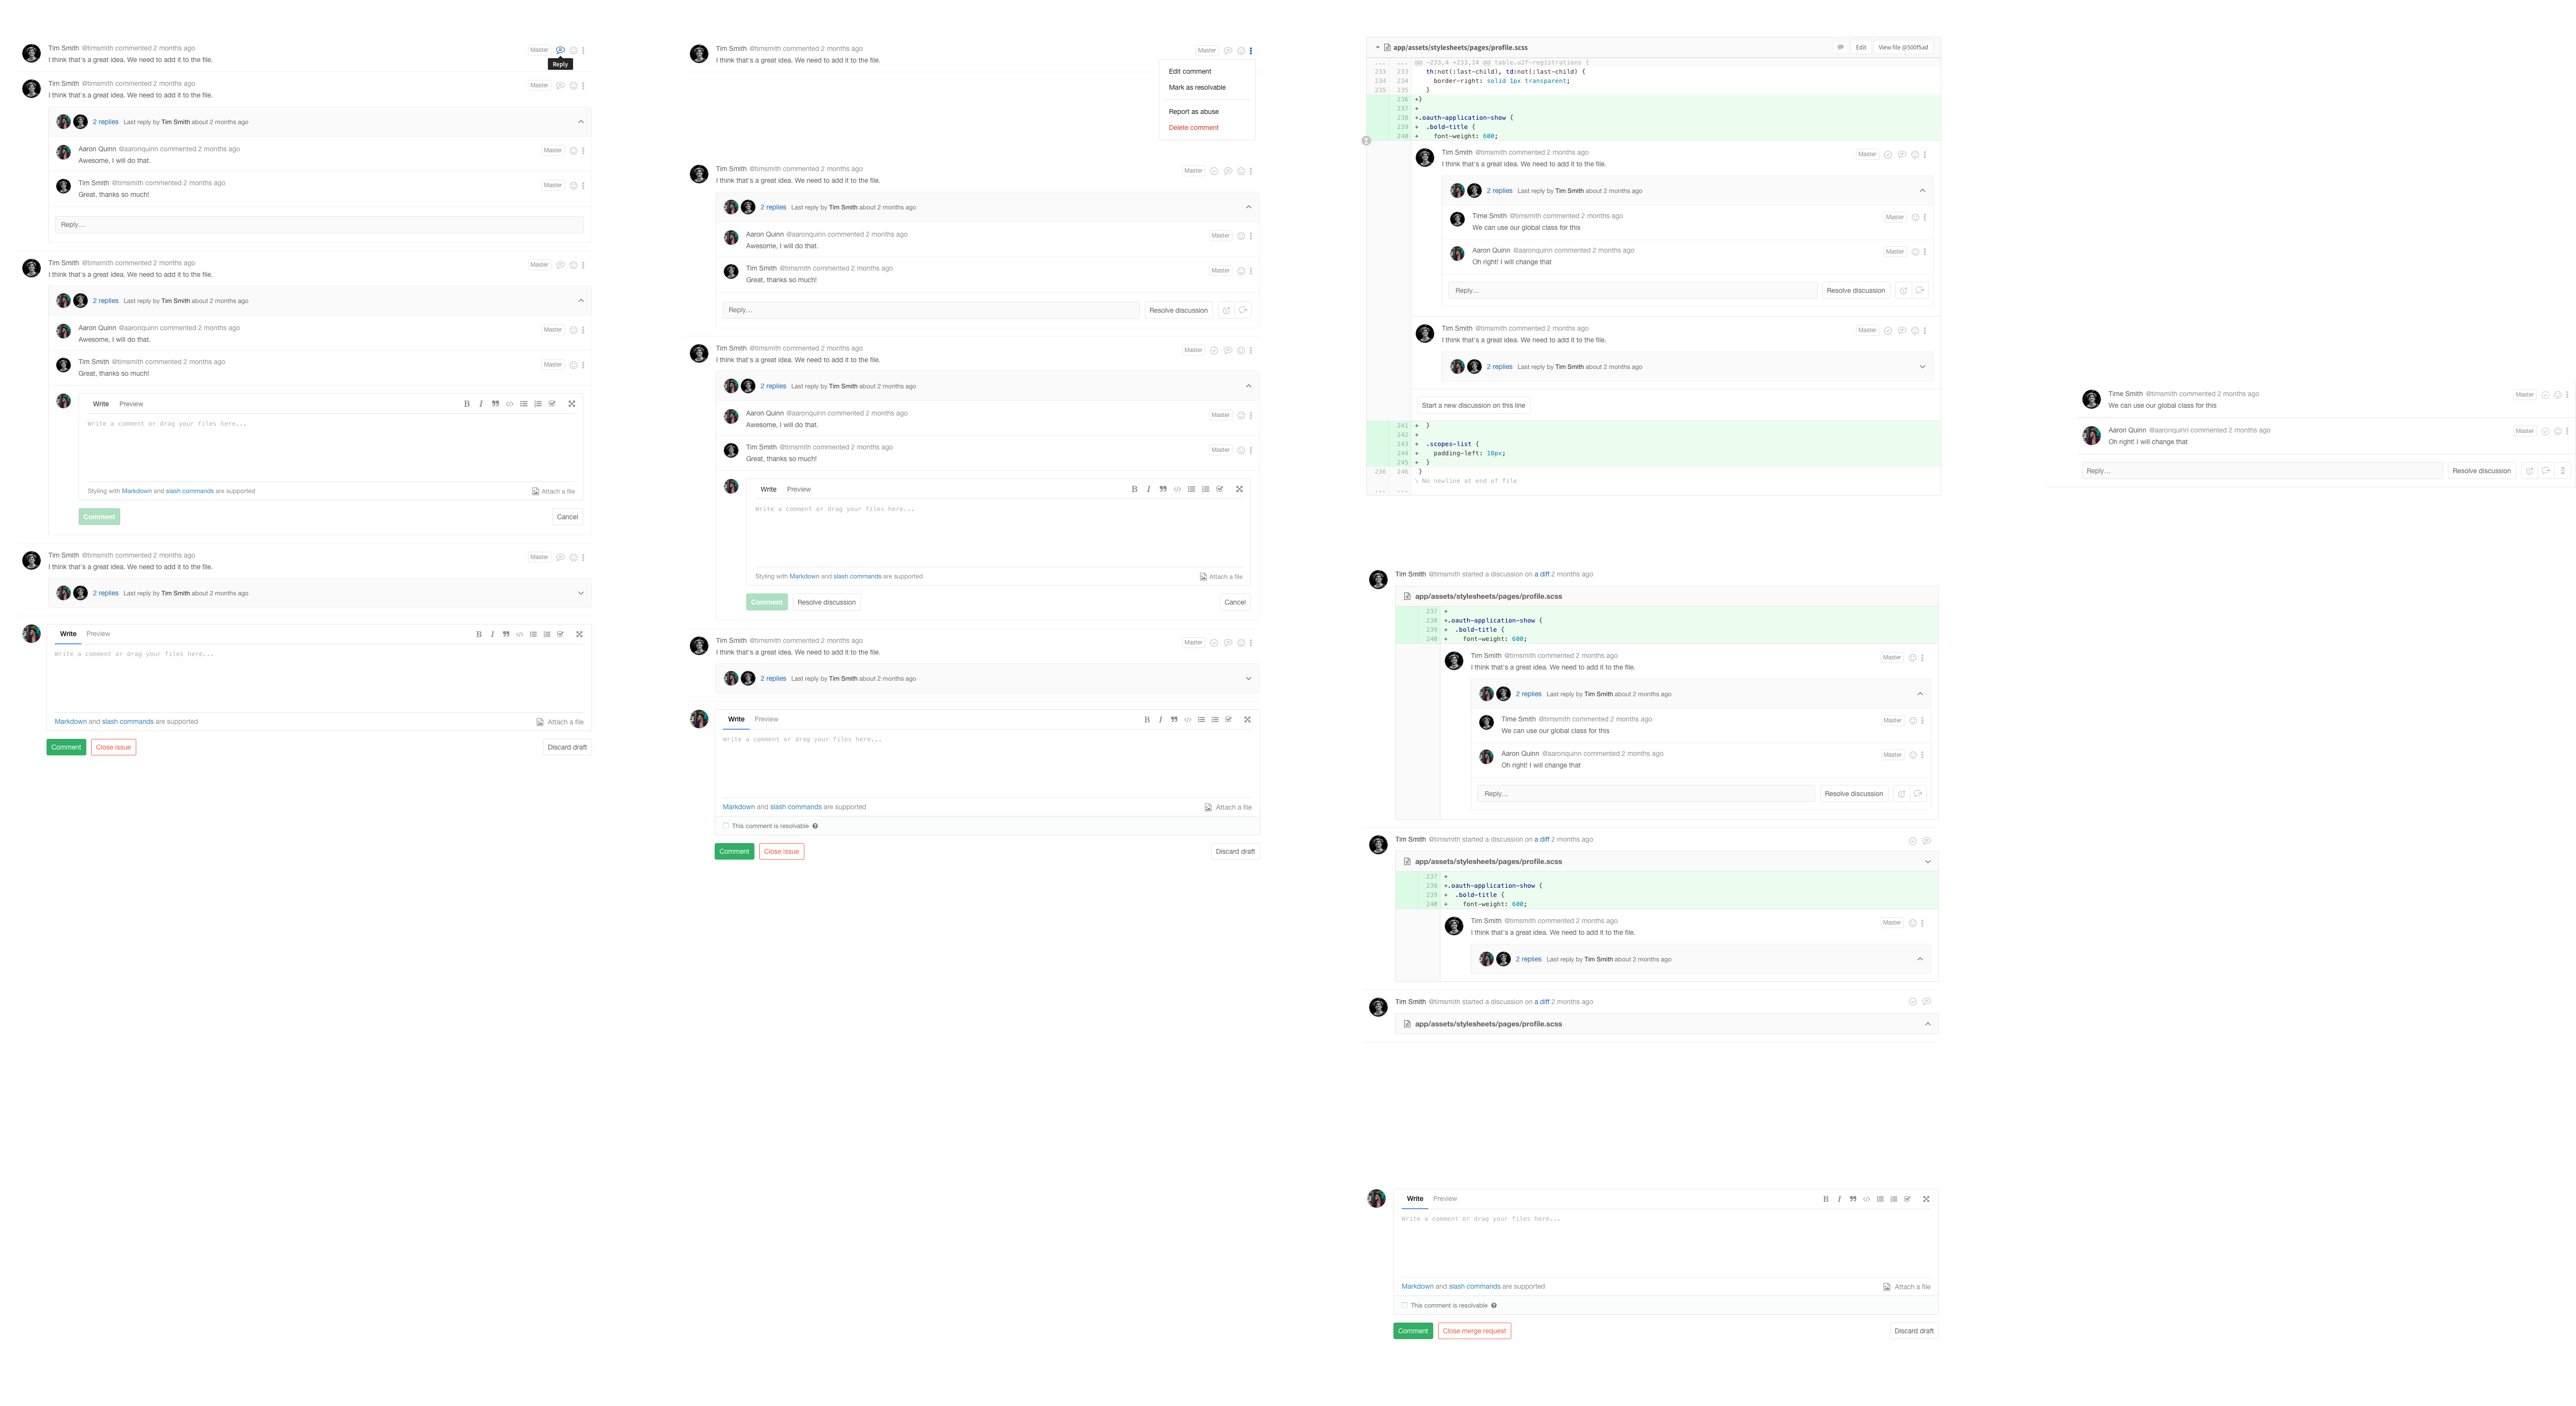 Tim Smith @timsmith commented 2 months ago
Master
I think that's a great idea. We need to add it to the file.
Reply
Tim Smith @timsmith commented 2 months ago
Master
I think that's a great idea. We need to add it to the file.
2 replies Last reply by Tim Smith about 2 months ago
Aaron Quinn @aaronquinn commented 2 months ago
Master
Awesome, I will do that.
Tim Smith @timsmith commented 2 months ago
Master
Great, thanks so much!
Reply...
Tim Smith @timsmith commented 2 months ago
Master
I think that's a great idea. We need to add it to the file.
2 replies Last reply by Tim Smith about 2 months ago
Aaron Quinn @aaronquinn commented 2 months ago
Master
Awesome, I will do that.
Tim Smith @timsmith commented 2 months ago
Master
Great, thanks so much!
Write Preview
Write a comment or drag your files here...
Styling with Markdown and slash commands are supported
Attach a file
Comment
Cancel
Tim Smith @timsmith commented 2 months ago
Master
I think that's a great idea. We need to add it to the file.
2 replies Last reply by Tim Smith about 2 months ago
Write Preview
Write a comment or drag your files here...
Markdown and slash commands are supported
Attach a file
Comment
Close issue
Discard draft
Tim Smith @timsmith commented 2 months ago
Master
I think that's a great idea. We need to add it to the file.
Edit comment
Mark as resolvable
Report as abuse
Delete comment
Tim Smith @timsmith commented 2 months ago
Master
I think that's a great idea. We need to add it to the file.
2 replies Last reply by Tim Smith about 2 months ago
Aaron Quinn @aaronquinn commented 2 months ago
Master
Awesome, I will do that.
Tim Smith @timsmith commented 2 months ago
Master
Great, thanks so much!
Reply...
Resolve discussion
Tim Smith @timsmith commented 2 months ago
Master
I think that's a great idea. We need to add it to the file.
2 replies Last reply by Tim Smith about 2 months ago
Aaron Quinn @aaronquinn commented 2 months ago
Master
Awesome, I will do that.
Tim Smith @timsmith commented 2 months ago
Master
Great, thanks so much!
Write Preview
Write a comment or drag your files here...
Styling with Markdown and slash commands are supported
Attach a file
Comment
Resolve discussion
Cancel
Tim Smith @timsmith commented 2 months ago
Master
I think that's a great idea. We need to add it to the file.
2 replies Last reply by Tim Smith about 2 months ago
Write Preview
Write a comment or drag your files here...
Markdown and slash commands are supported
Attach a file
This comment is resolvable
Comment
Close issue
Discard draft
app/assets/stylesheets/pages/profile.scss
Edit
View file @500f5ad
... ... @@ -233,4 +233,14 @@ table.u2f-registrations {
233 233 th:not(:last-child), td:not(:last-child) {
234 234 border-right: solid 1px transparent;
235 235 }
236 +}
237 +
238 +.oauth-application-show {
239 + .bold-title {
240 + font-weight: 600;
Tim Smith @timsmith commented 2 months ago
Master
I think that's a great idea. We need to add it to the file.
2 replies Last reply by Tim Smith about 2 months ago
Time Smith @timsmith commented 2 months ago
Master
We can use our global class for this
Aaron Quinn @aaronquinn commented 2 months ago
Master
Oh right! I will change that
Reply...
Resolve discussion
Tim Smith @timsmith commented 2 months ago
Master
I think that's a great idea. We need to add it to the file.
2 replies Last reply by Tim Smith about 2 months ago
Start a new discussion on this line
241 + }
242 +
243 + .scopes-list {
244 + padding-left: 18px;
245 + }
236 246 }
\ No newline at end of file
... ...
Tim Smith @timsmith started a discussion on a diff 2 months ago
app/assets/stylesheets/pages/profile.scss
237 +
238 +.oauth-application-show {
239 + .bold-title {
240 + font-weight: 600;
Tim Smith @timsmith commented 2 months ago
Master
I think that's a great idea. We need to add it to the file.
2 replies Last reply by Tim Smith about 2 months ago
Time Smith @timsmith commented 2 months ago
Master
We can use our global class for this
Aaron Quinn @aaronquinn commented 2 months ago
Master
Oh right! I will change that
Reply...
Resolve discussion
Tim Smith @timsmith started a discussion on a diff 2 months ago
app/assets/stylesheets/pages/profile.scss
237 +
238 +.oauth-application-show {
239 + .bold-title {
240 + font-weight: 600;
Tim Smith @timsmith commented 2 months ago
Master
I think that's a great idea. We need to add it to the file.
2 replies Last reply by Tim Smith about 2 months ago
Tim Smith @timsmith started a discussion on a diff 2 months ago
app/assets/stylesheets/pages/profile.scss
Write Preview
Write a comment or drag your files here...
Markdown and slash commands are supported
Attach a file
This comment is resolvable
Comment
Close merge request
Discard draft
Time Smith @timsmith commented 2 months ago
Master
We can use our global class for this
Aaron Quinn @aaronquinn commented 2 months ago
Master
Oh right! I will change that
Reply...
Resolve discussion